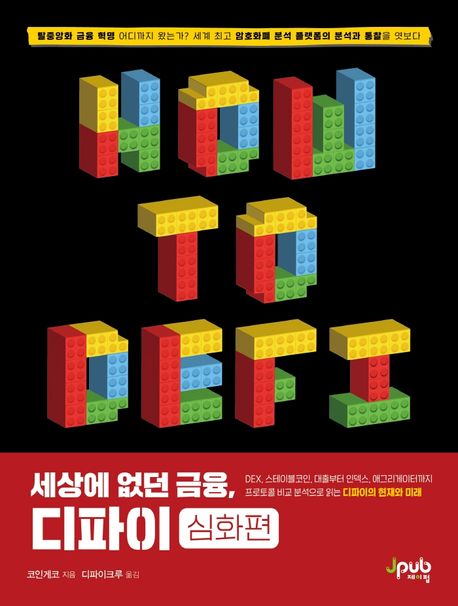 탈중앙화 금융 혁명 어디까지 왔는가? 세계 최고 암호화폐 분석 플랫폼의 분석과 통찰을 엿보다
HOW
TO
DEFI
세상에 없던 금융,
디파이 심화편
DEX, 스테이블코인, 대출부터 인덱스, 애그리게이터까지
프로토콜 비교 분석으로 읽는 디파이의 현재와 미래
코인게코 지음 디파이크루 옮김
Jpub
제이펍